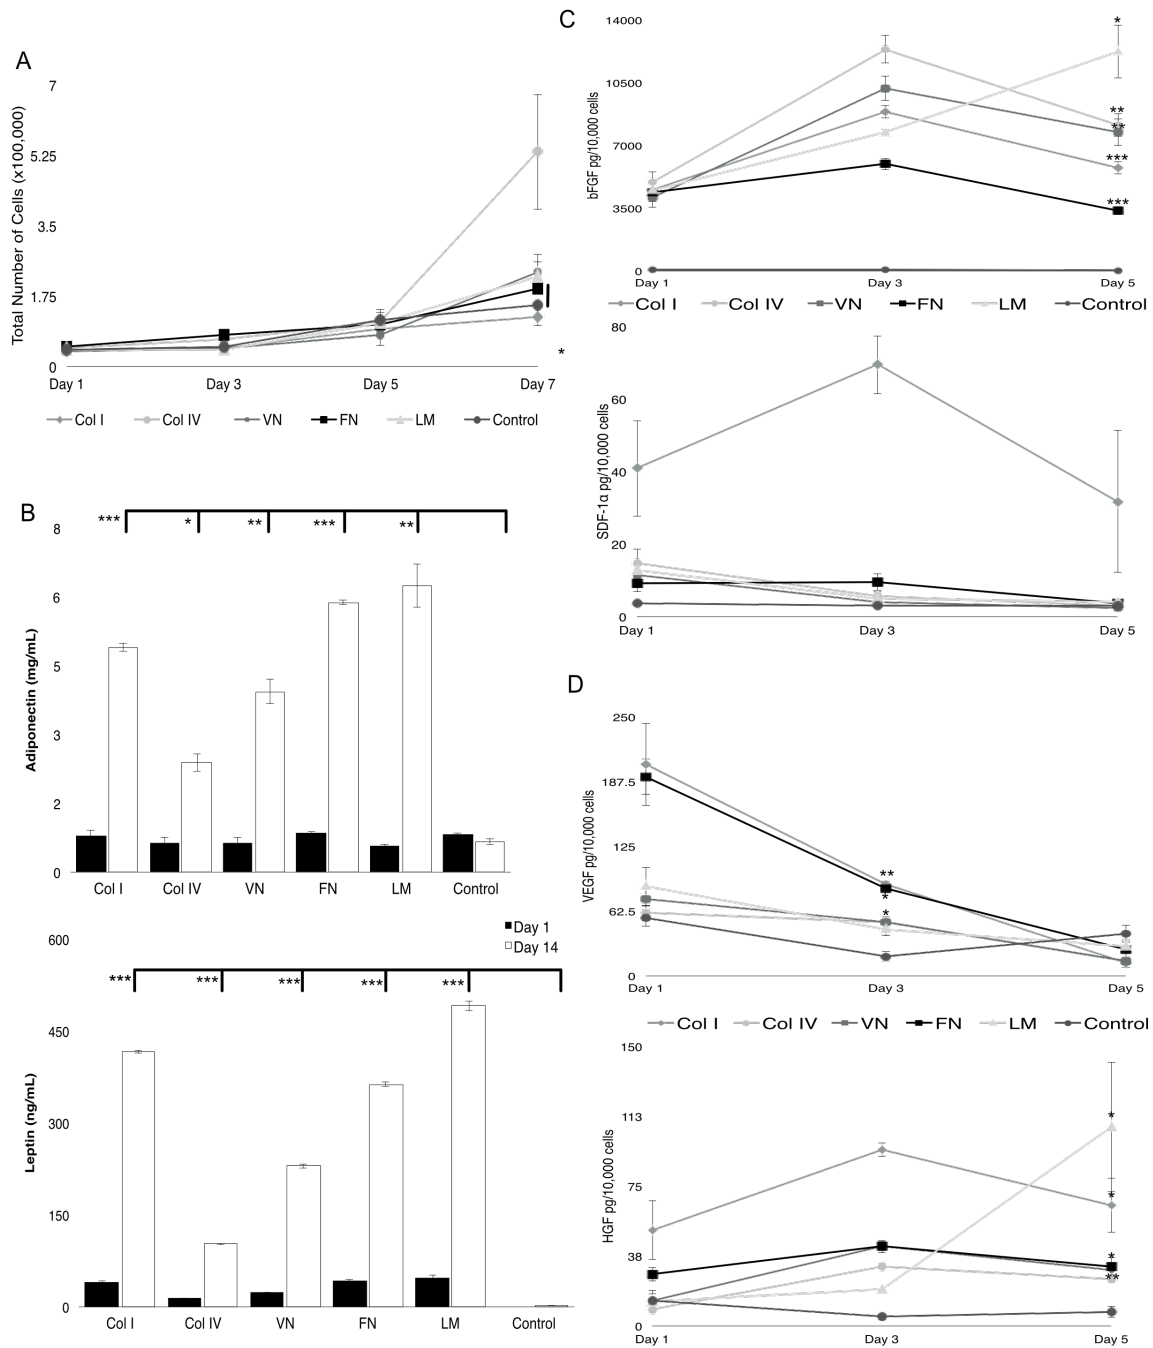 A
Total Number of Cells (x100,000)
7
5.25
3.5
1.75
0
Day 1 Day 3 Day 5 Day 7
*
Col I Col IV VN FN LM Control
B
*** * ** *** **
Adiponectin (mg/mL)
8
6
5
3
2
0
Col I Col IV VN FN LM Control
Day 1
Day 14
*** *** *** *** ***
Leptin (ng/mL)
600
450
300
150
0
Col I Col IV VN FN LM Control
C
bFGF pg/10,000 cells
14000
10500
7000
3500
0
*
**
**
***
***
Day 1 Day 3 Day 5
Col I Col IV VN FN LM Control
SDF-1α pg/10,000 cells
80
60
40
20
0
Day 1 Day 3 Day 5
D
VEGF pg/10,000 cells
250
187.5
125
62.5
0
**
*
*
Day 1 Day 3 Day 5
Col I Col IV VN FN LM Control
HGF pg/10,000 cells
150
113
75
38
0
*
*
*
**
Day 1 Day 3 Day 5